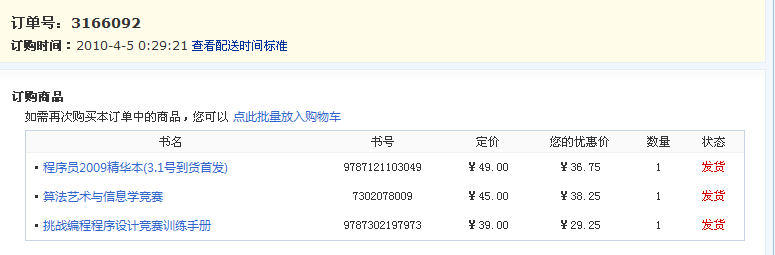 订单号：3166092
订购时间：2010-4-5 0:29:21 查看配送时间标准
订购商品
如需再次购买本订单中的商品，您可以 点此批量放入购物车
书名 书号 定价 您的优惠价 数量 状态
程序员2009精华本(3.1号到货首发) 9787121103049 ￥49.00 ￥36.75 1 发货
算法艺术与信息学竞赛 7302078009 ￥45.00 ￥38.25 1 发货
挑战编程程序设计竞赛训练手册 9787302197973 ￥39.00 ￥29.25 1 发货